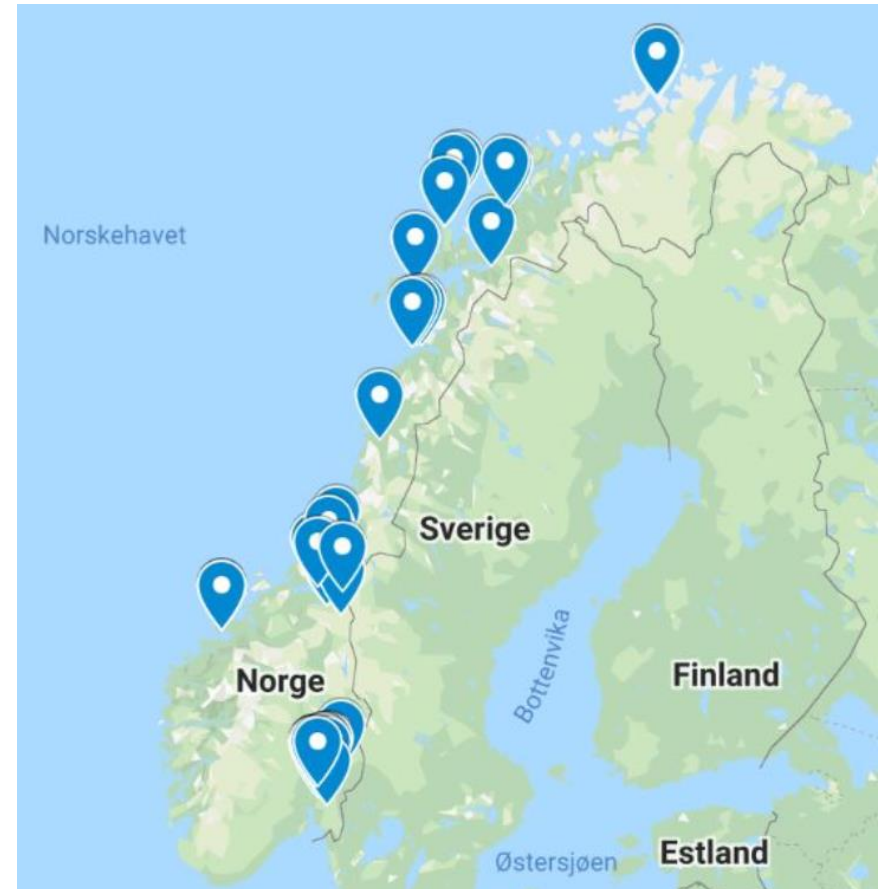 Norskehavet
Sverige
Bottenvika
Norge
Finland
Østersjøen
Estland